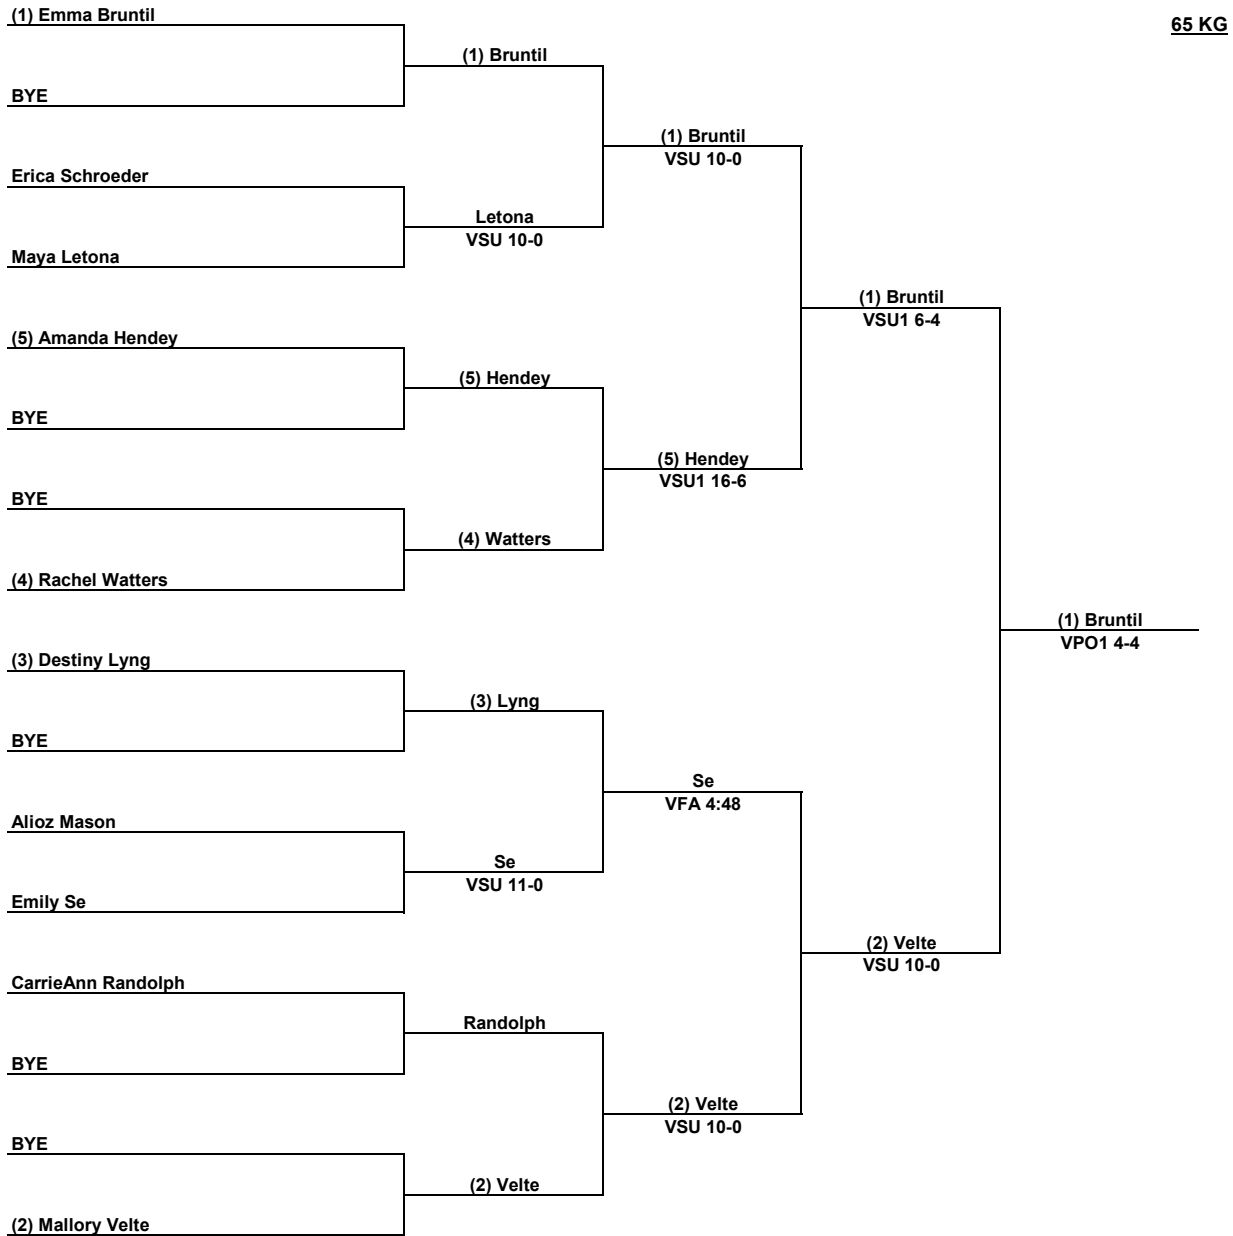 (1) Emma Bruntil
65 KG
(1) Bruntil
BYE
(1) Bruntil
VSU 10-0
Erica Schroeder
Letona
VSU 10-0
Maya Letona
(1) Bruntil
VSU1 6-4
(5) Amanda Hendey
(5) Hendey
BYE
(5) Hendey
VSU1 16-6
BYE
(4) Watters
(4) Rachel Watters
(1) Bruntil
VPO1 4-4
(3) Destiny Lyng
(3) Lyng
BYE
Se
VFA 4:48
Alioz Mason
Se
VSU 11-0
Emily Se
(2) Velte
VSU 10-0
CarrieAnn Randolph
Randolph
BYE
(2) Velte
VSU 10-0
BYE
(2) Velte
(2) Mallory Velte